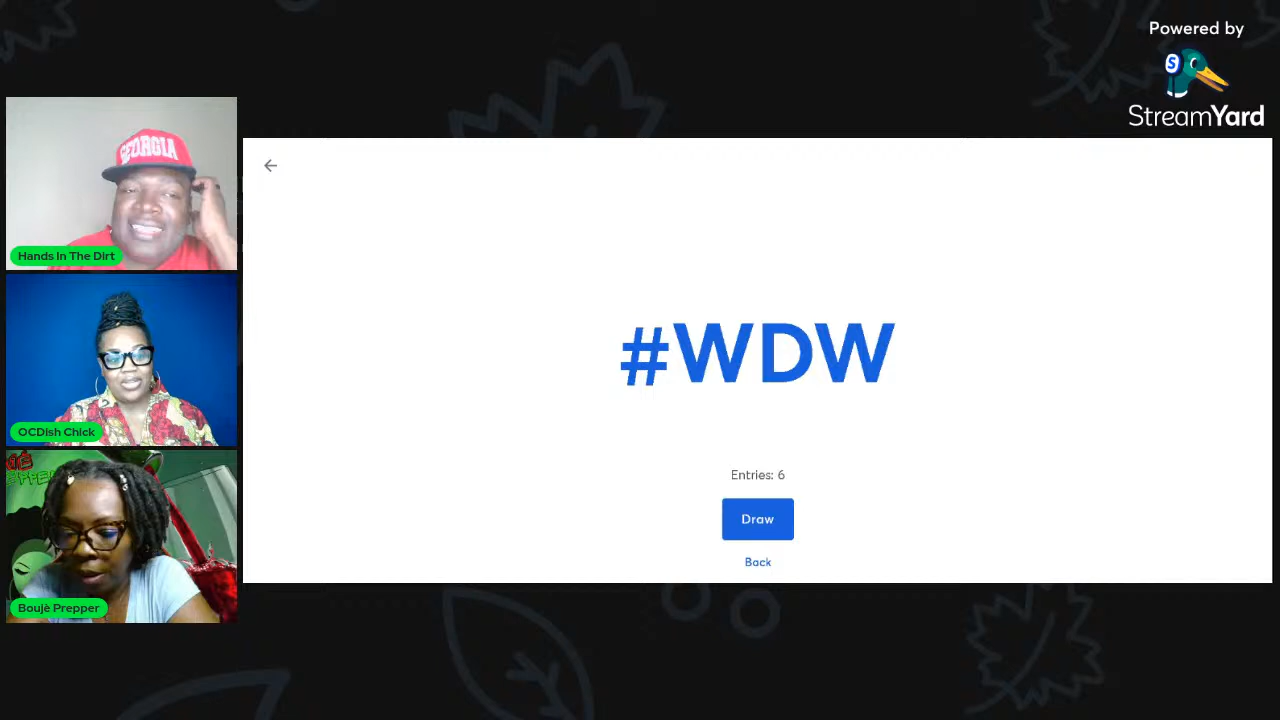 Powered by
S
StreamYard
GEORGIA
Hands In The Dirt
OCDish Chick
Boujè Prepper
#WDW
Entries: 6
Draw
Back